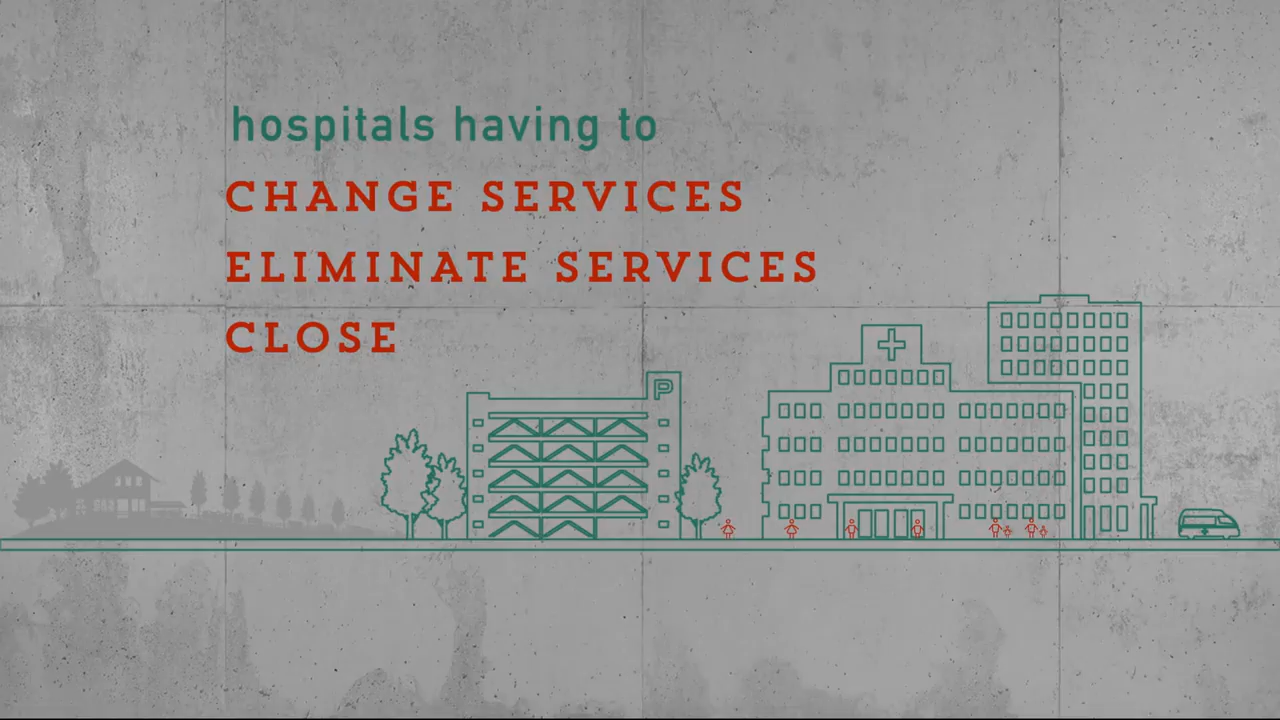 hospitals having to
CHANGE SERVICES
ELIMINATE SERVICES
CLOSE
P